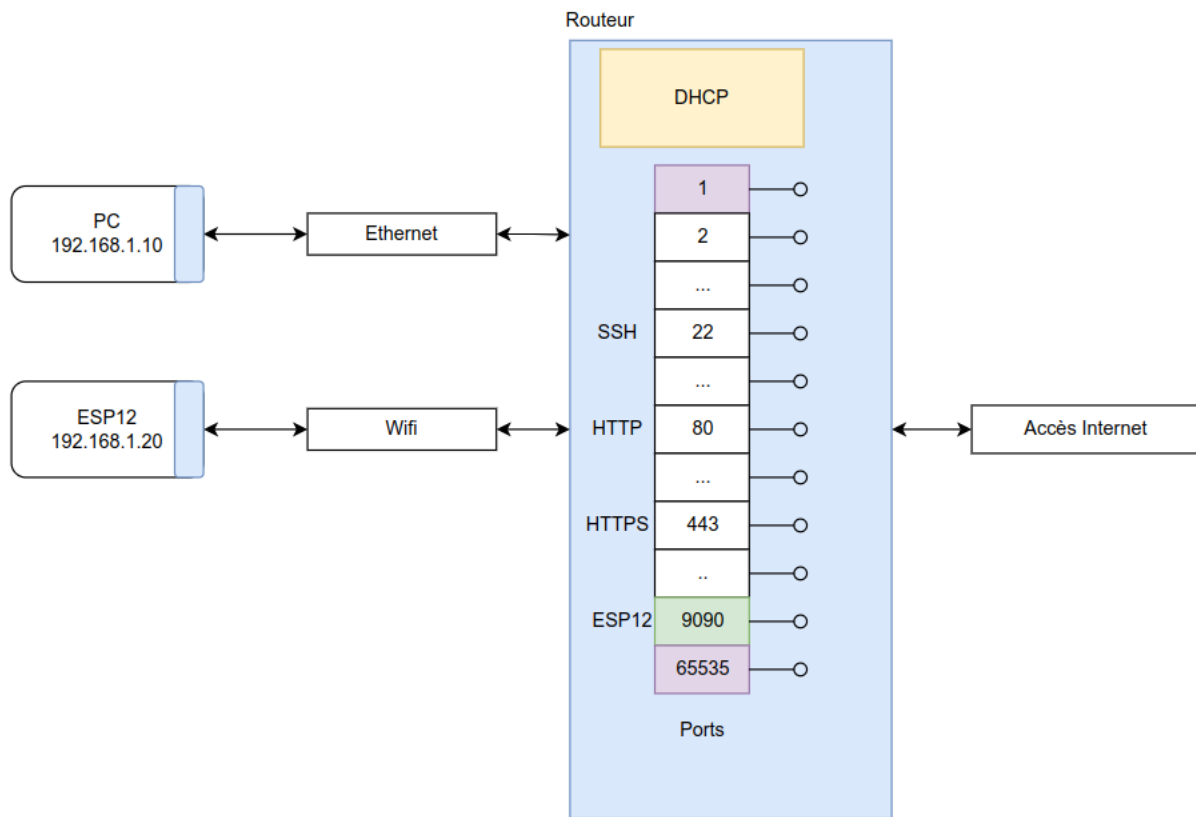 Routeur
DHCP
1
PC
192.168.1.10
Ethernet
2
...
SSH
22
...
ESP12
192.168.1.20
Wifi
HTTP
80
Accès Internet
...
HTTPS
443
..
ESP12
9090
65535
Ports